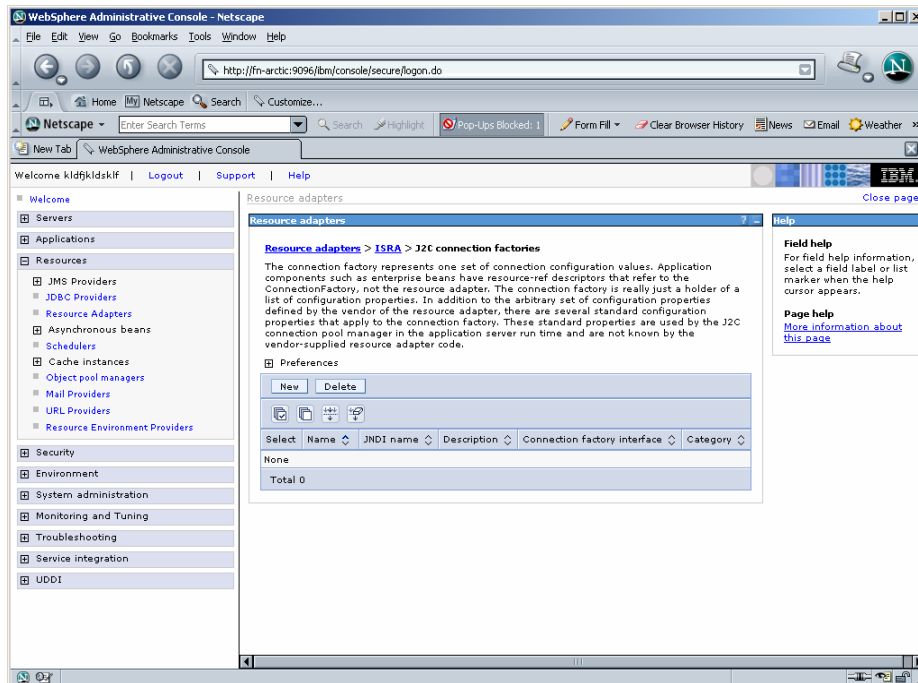 WebSphere Administrative Console - Netscape
File Edit View Go Bookmarks Tools Window Help
http://fn-arctic:9096/ibm/console/secure/logon.do
Home My Netscape Search Customize...
Netscape Enter Search Terms Search Highlight Pop-Ups Blocked: 1 Form Fill Clear Browser History News Email Weather »
New Tab WebSphere Administrative Console
Welcome kldfjkldsklf | Logout | Support | Help IBM.
Welcome
Servers
Applications
Resources
JMS Providers
JDBC Providers
Resource Adapters
Asynchronous beans
Schedulers
Cache instances
Object pool managers
Mail Providers
URL Providers
Resource Environment Providers
Security
Environment
System administration
Monitoring and Tuning
Troubleshooting
Service integration
UDDI
Resource adapters Close page
Resource adapters ? –
Resource adapters > ISRA > J2C connection factories
The connection factory represents one set of connection configuration values. Application
components such as enterprise beans have resource-ref descriptors that refer to the
ConnectionFactory, not the resource adapter. The connection factory is really just a holder of a
list of configuration properties. In addition to the arbitrary set of configuration properties
defined by the vendor of the resource adapter, there are several standard configuration
properties that apply to the connection factory. These standard properties are used by the J2C
connection pool manager in the application server run time and are not known by the
vendor-supplied resource adapter code.
Preferences
New Delete
Select Name JNDI name Description Connection factory interface Category
None
Total 0
Help
Field help
For field help information,
select a field label or list
marker when the help
cursor appears.
Page help
More information about
this page